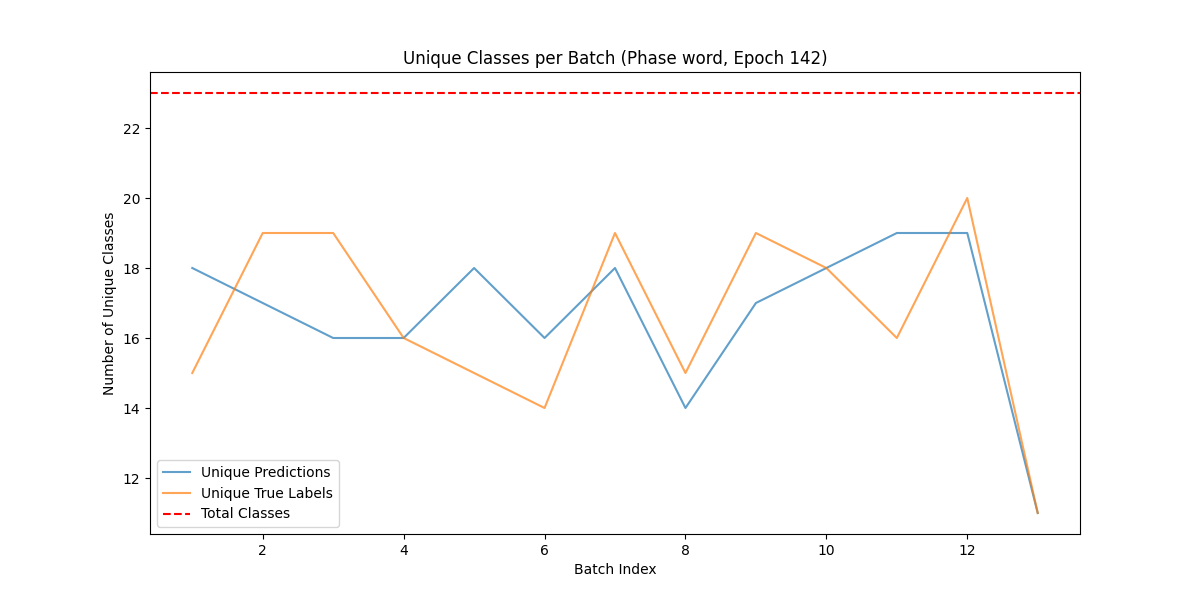 Unique Classes per Batch (Phase word, Epoch 142)
Number of Unique Classes
22
20
18
16
14
12
Unique Predictions
Unique True Labels
Total Classes
2
4
6
8
10
12
Batch Index